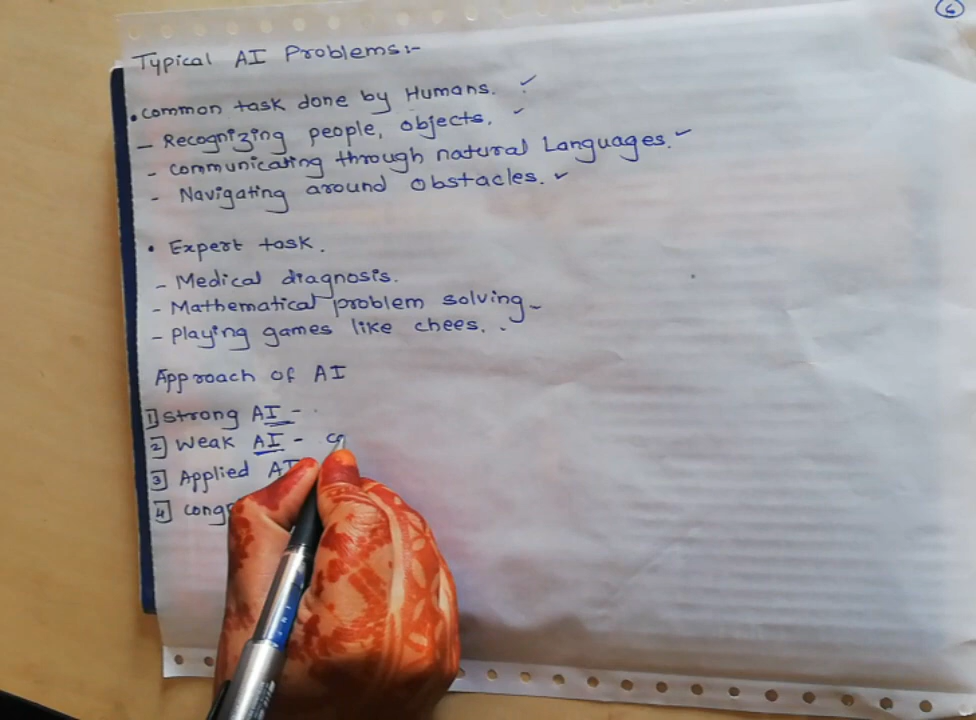 6
Typical AI Problems:-
• Common task done by Humans.
- Recognizing people, objects.
- Communicating through natural Languages.
- Navigating around obstacles.
• Expert task.
- Medical diagnosis.
- Mathematical problem solving-
- Playing games like chees.
Approach of AI
1] Strong AI -
2] Weak AI -
3] Applied AI
4]